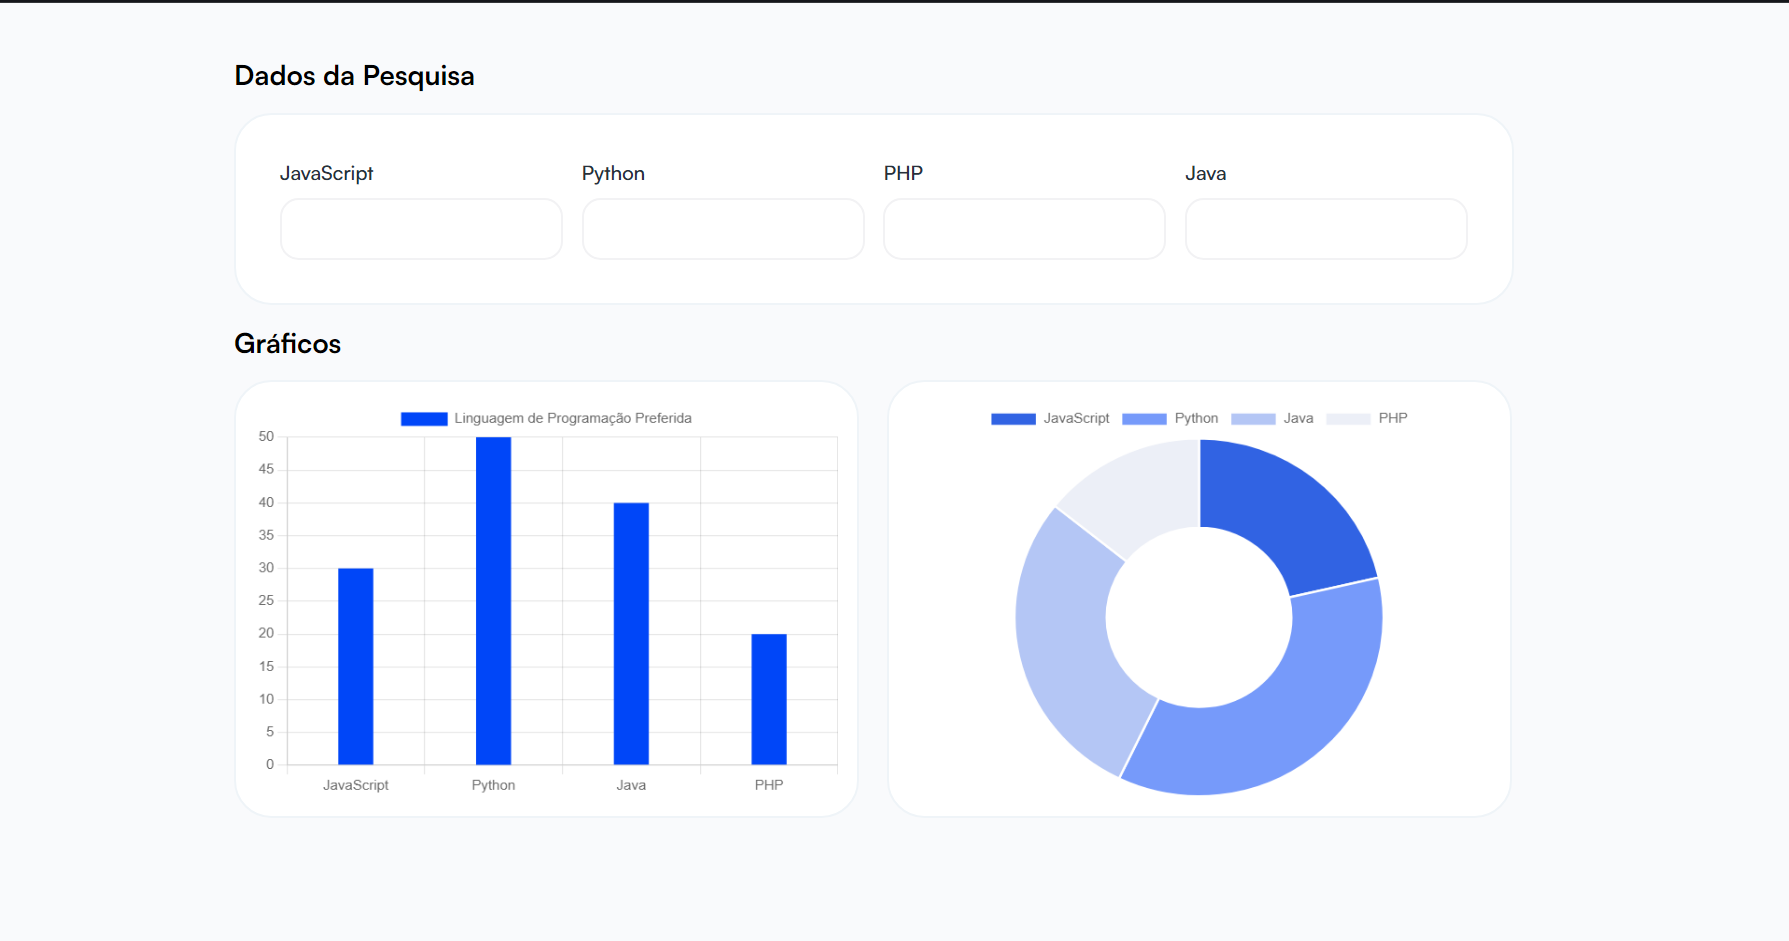 Dados da Pesquisa
JavaScript Python PHP Java
Gráficos
Linguagem de Programação Preferida
50
45
40
35
30
25
20
15
10
5
0
JavaScript Python Java PHP
JavaScript Python Java PHP